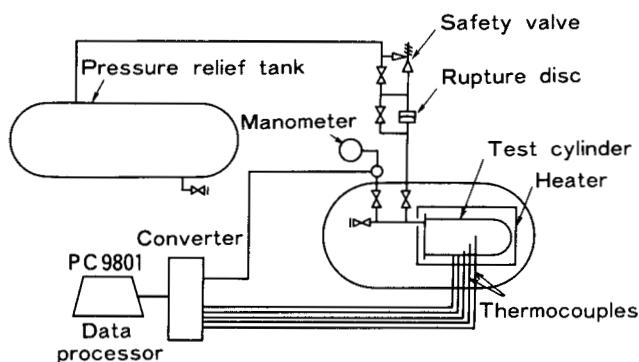 Safety valve
Pressure relief tank
Rupture disc
Manometer
Test cylinder
Heater
Converter
PC9801
Thermocouples
Data
processor